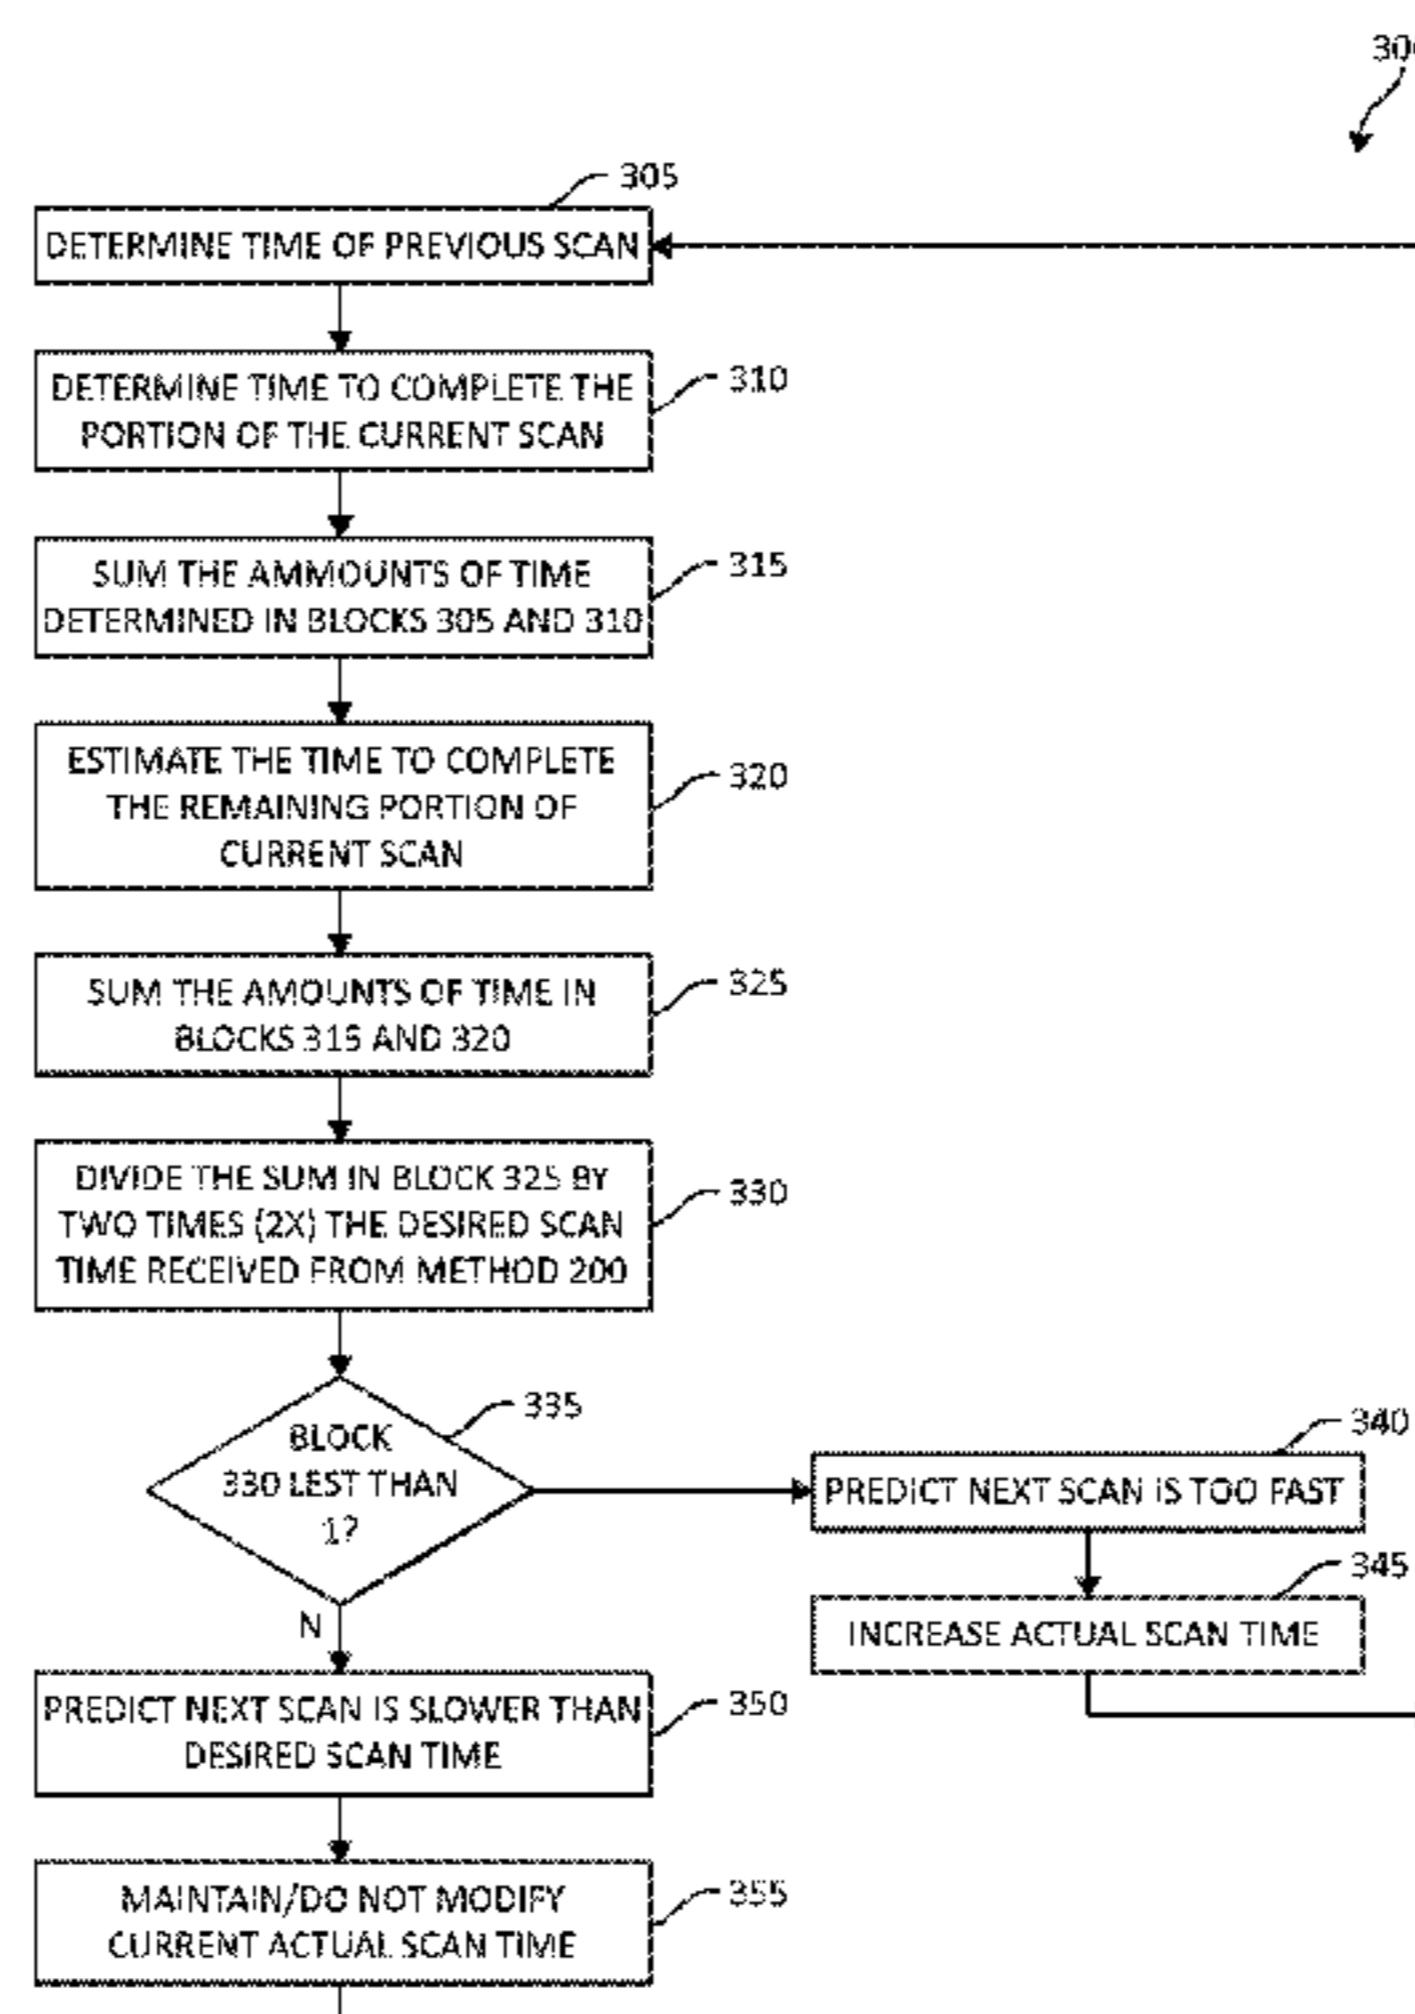 30
305
DETERMINE TIME OF PREVIOUS SCAN
310
DETERMINE TIME TO COMPLETE THE
PORTION OF THE CURRENT SCAN
315
SUM THE AMMOUNTS OF TIME
DETERMINED IN BLOCKS 305 AND 310
320
ESTIMATE THE TIME TO COMPLETE
THE REMAINING PORTION OF
CURRENT SCAN
325
SUM THE AMOUNTS OF TIME IN
BLOCKS 315 AND 320
330
DIVIDE THE SUM IN BLOCK 325 BY
TWO TIMES (2X) THE DESIRED SCAN
TIME RECEIVED FROM METHOD 200
335
BLOCK
330 LEST THAN
1?
340
PREDICT NEXT SCAN IS TOO FAST
345
INCREASE ACTUAL SCAN TIME
N
350
PREDICT NEXT SCAN IS SLOWER THAN
DESIRED SCAN TIME
355
MAINTAIN/DO NOT MODIFY
CURRENT ACTUAL SCAN TIME